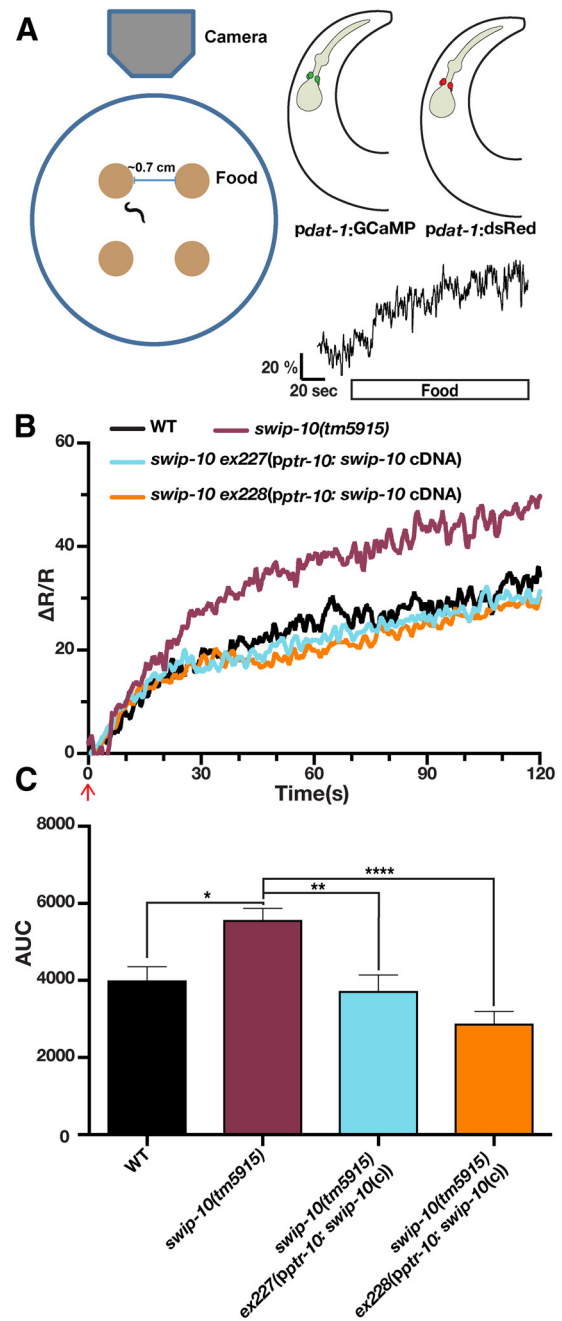 A
Camera
~0.7 cm
Food
pdat-1:GCaMP
pdat-1:dsRed
20 %
20 sec
Food
B
WT
swip-10(tm5915)
swip-10 ex227(pptr-10: swip-10 cDNA)
swip-10 ex228(pptr-10: swip-10 cDNA)
60
40
20
0
ΔR/R
0
30
60
90
120
Time(s)
C
8000
6000
4000
2000
0
AUC
*
**
****
WT
swip-10(tm5915)
swip-10(tm5915)
ex227(pptr-10: swip-10(c))
swip-10(tm5915)
ex228(pptr-10: swip-10(c))